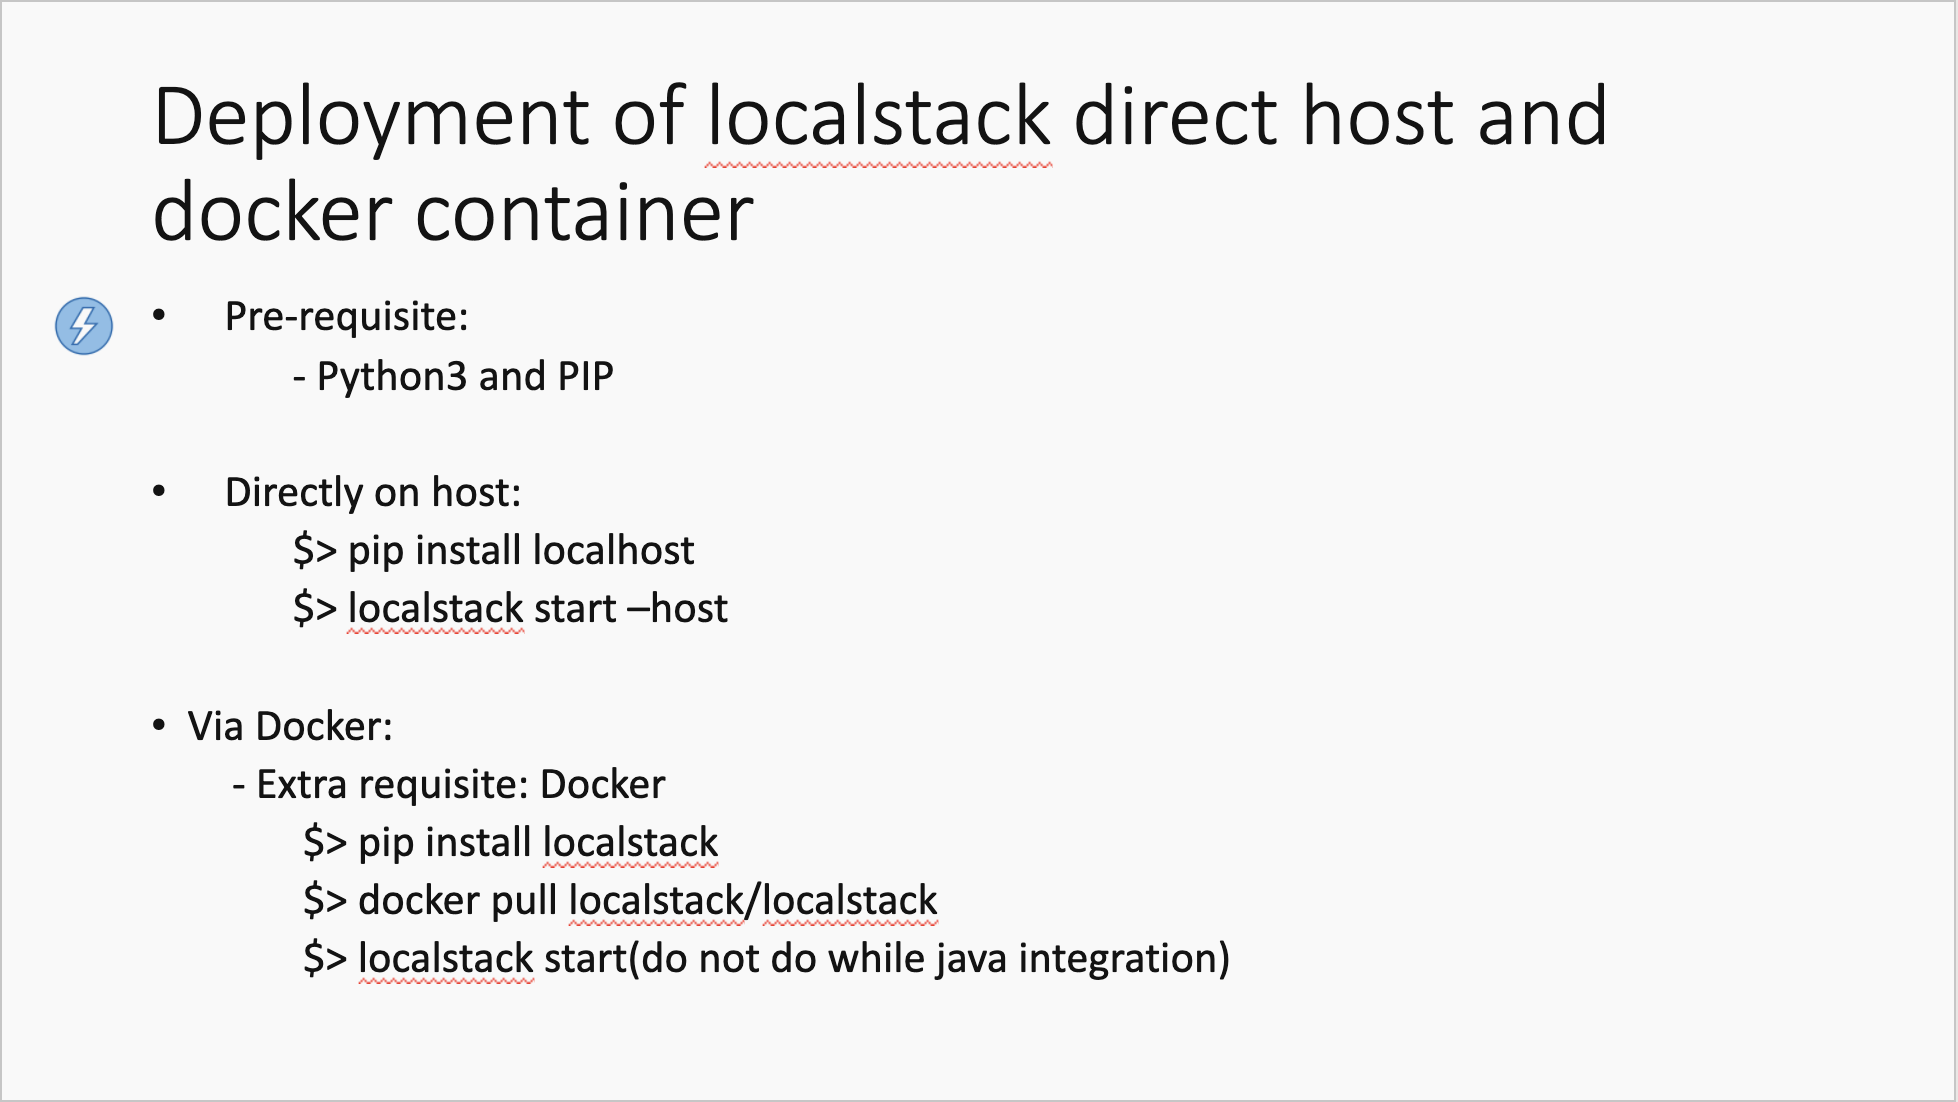 Deployment of localstack direct host and
docker container
• Pre-requisite:
- Python3 and PIP
• Directly on host:
$> pip install localhost
$> localstack start –host
• Via Docker:
- Extra requisite: Docker
$> pip install localstack
$> docker pull localstack/localstack
$> localstack start(do not do while java integration)